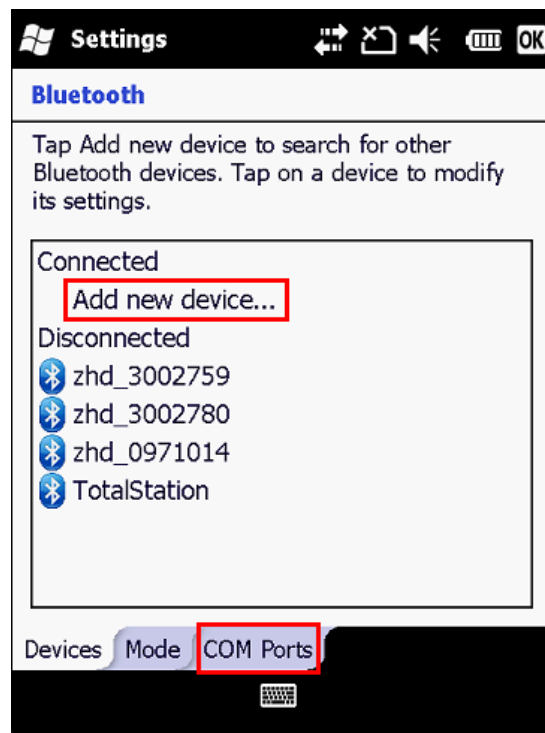 Settings
OK
Bluetooth
Tap Add new device to search for other
Bluetooth devices. Tap on a device to modify
its settings.
Connected
Add new device...
Disconnected
zhd_3002759
zhd_3002780
zhd_0971014
TotalStation
Devices Mode COM Ports